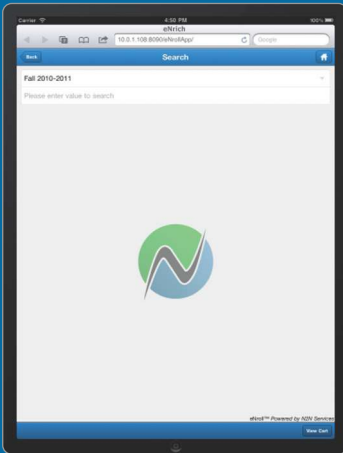 Carrier 4:50 PM 100%
eNrich
10.0.1.108:8090/eNrollApp/ Google
Back Search
Fall 2010-2011
Please enter value to search
eNroll™ Powered by N2N Services
View Cart